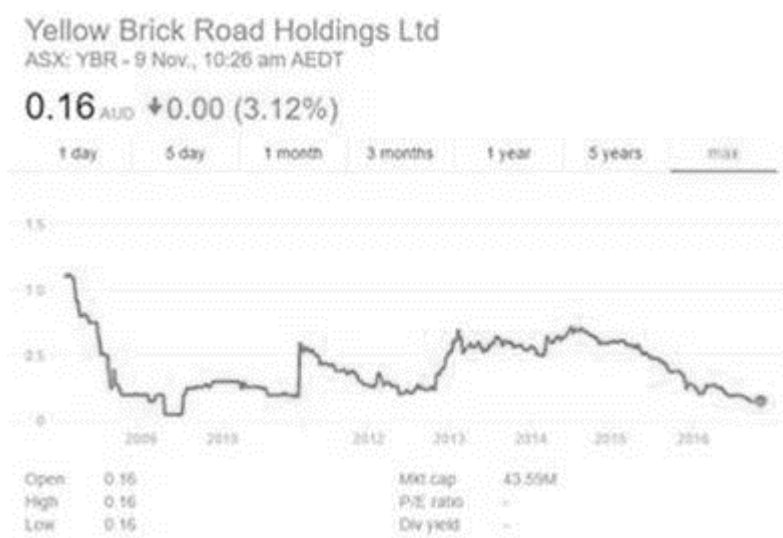 Yellow Brick Road Holdings Ltd
ASX: YBR - 9 Nov., 10:26 am AEDT
0.16 AUD 0.00 (3.12%)
1 day 5 day 1 month 3 months 1 year 5 years max
1.5
1.0
0
2010
2012 2013 2014 2015 2016
Open 0.16 Mkt cap 43.55M
High 0.16 P/E ratio -
Low 0.16 Div yield -